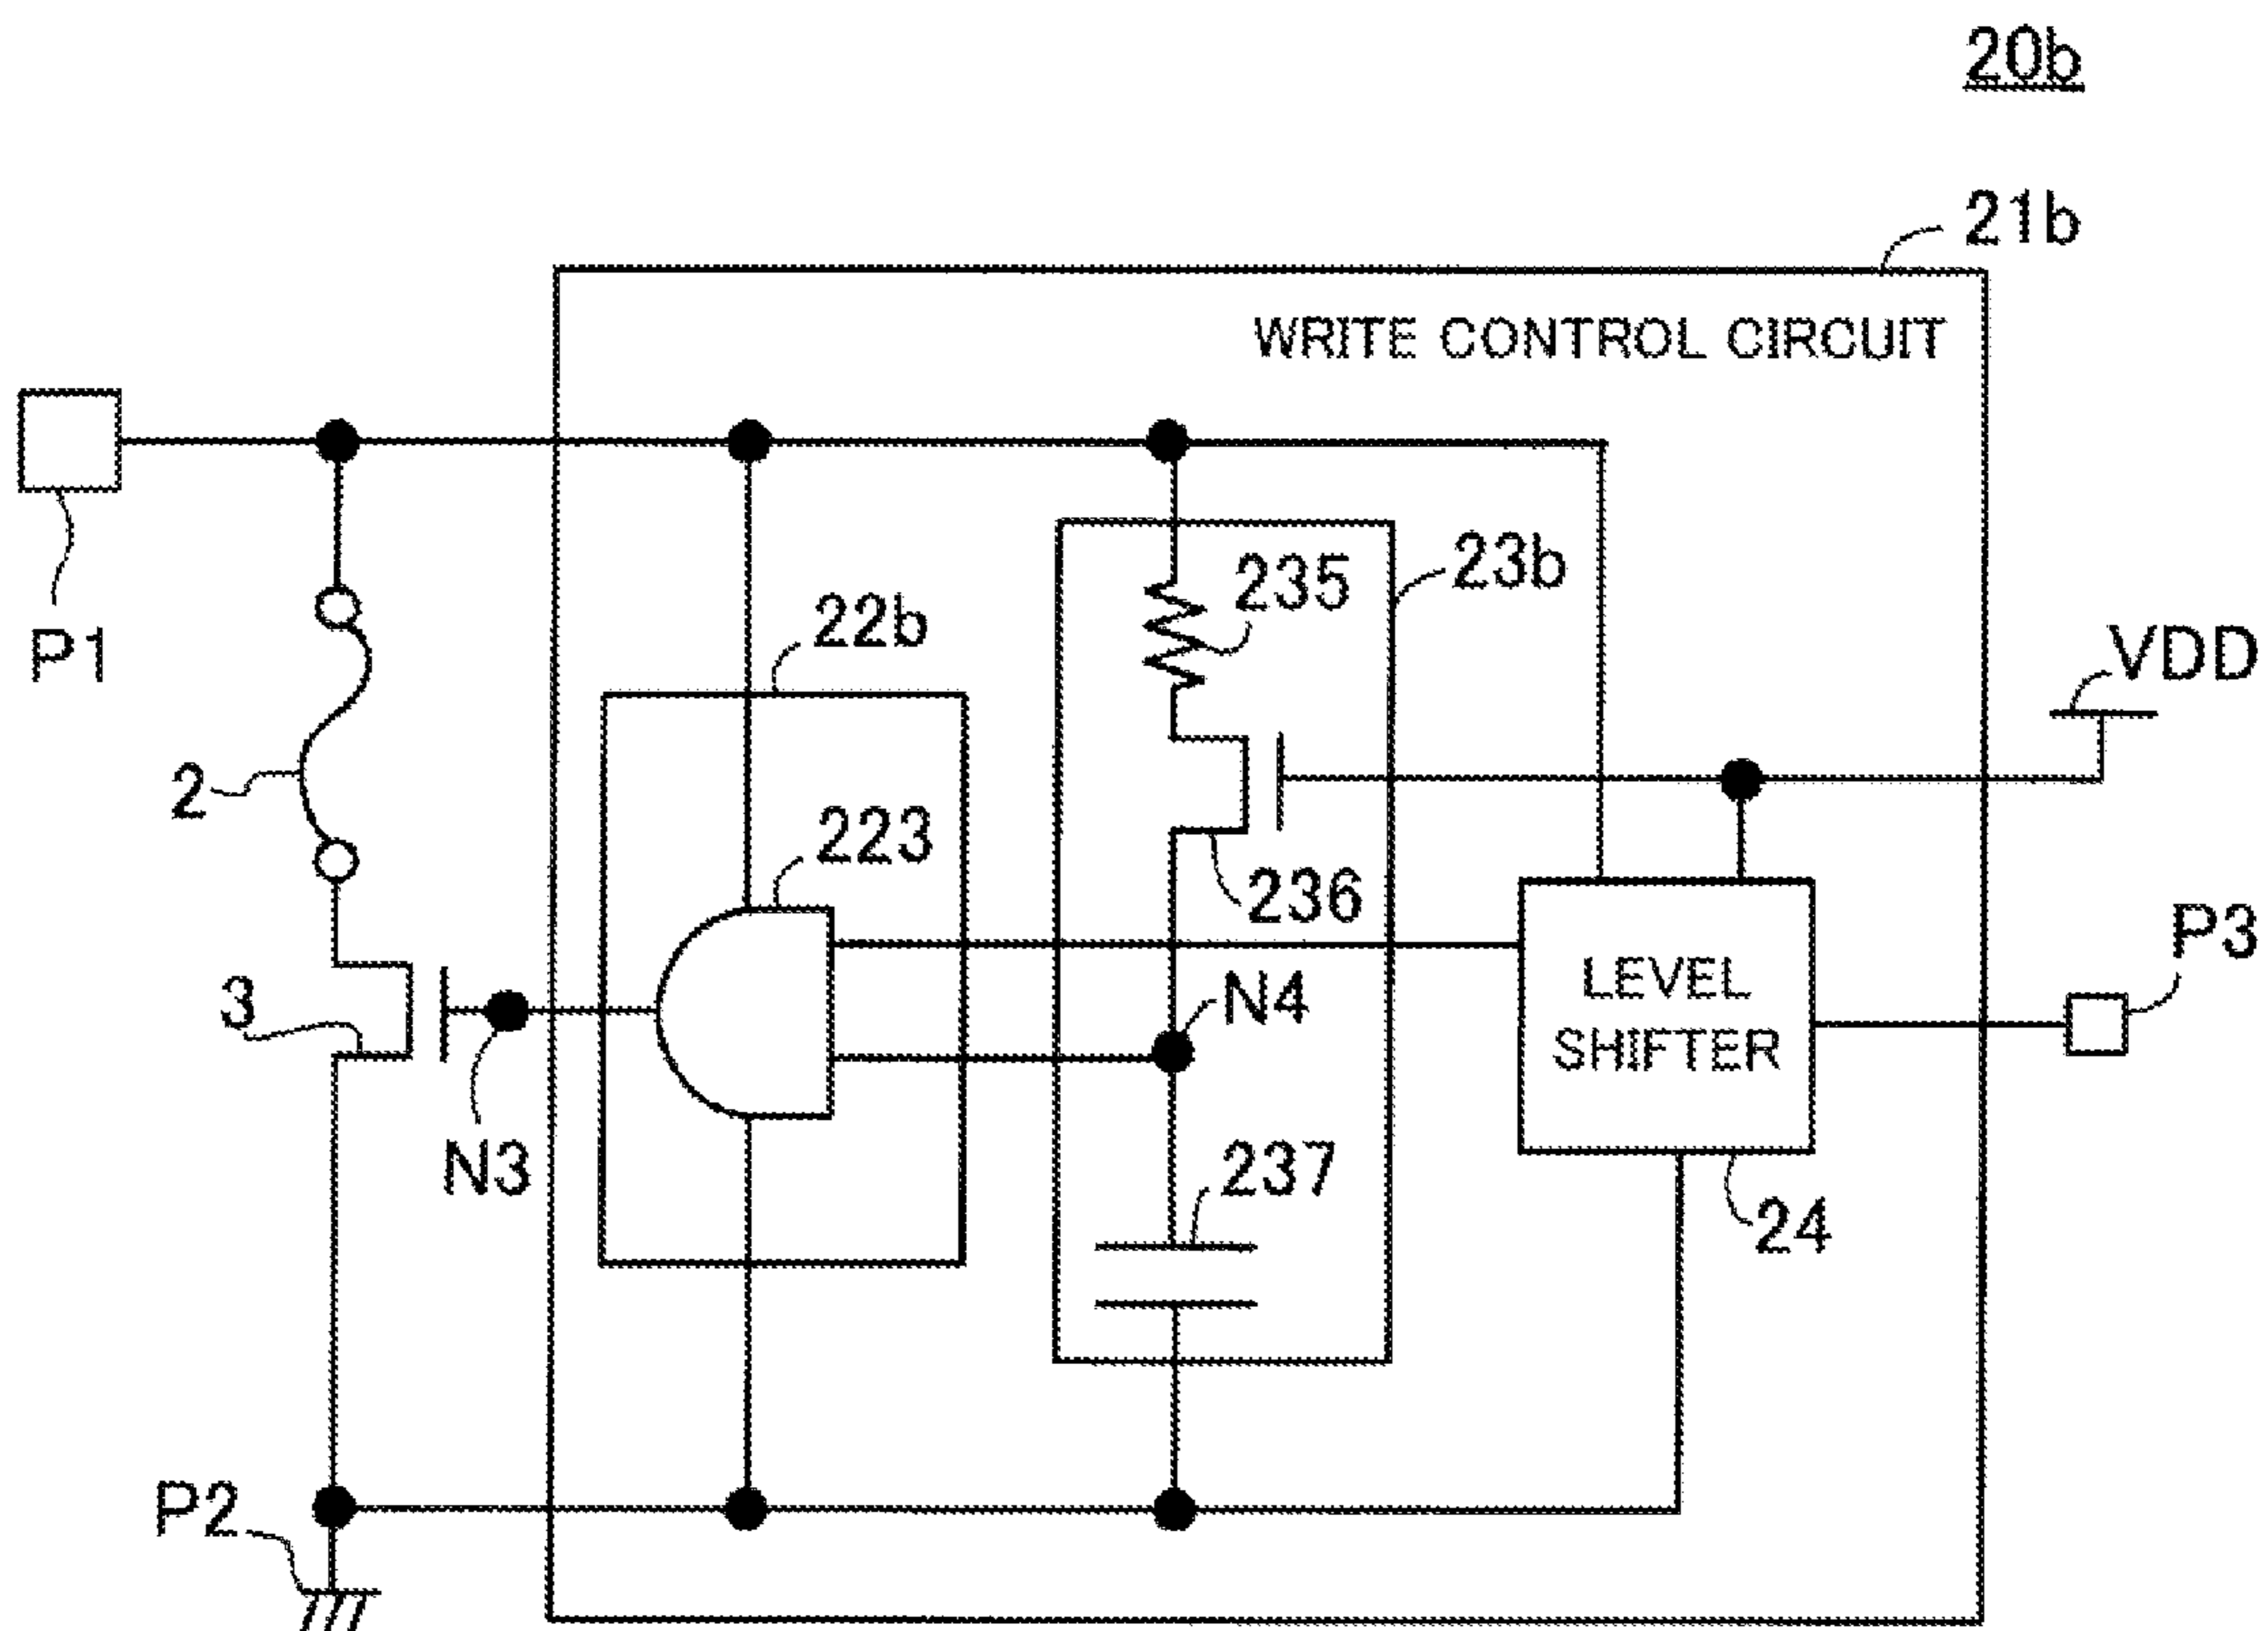 20b
21b
WRITE CONTROL CIRCUIT
235
23b
22b
P1
VDD
2
223
236
P3
3
N4
LEVEL
SHIFTER
N3
237
24
P2